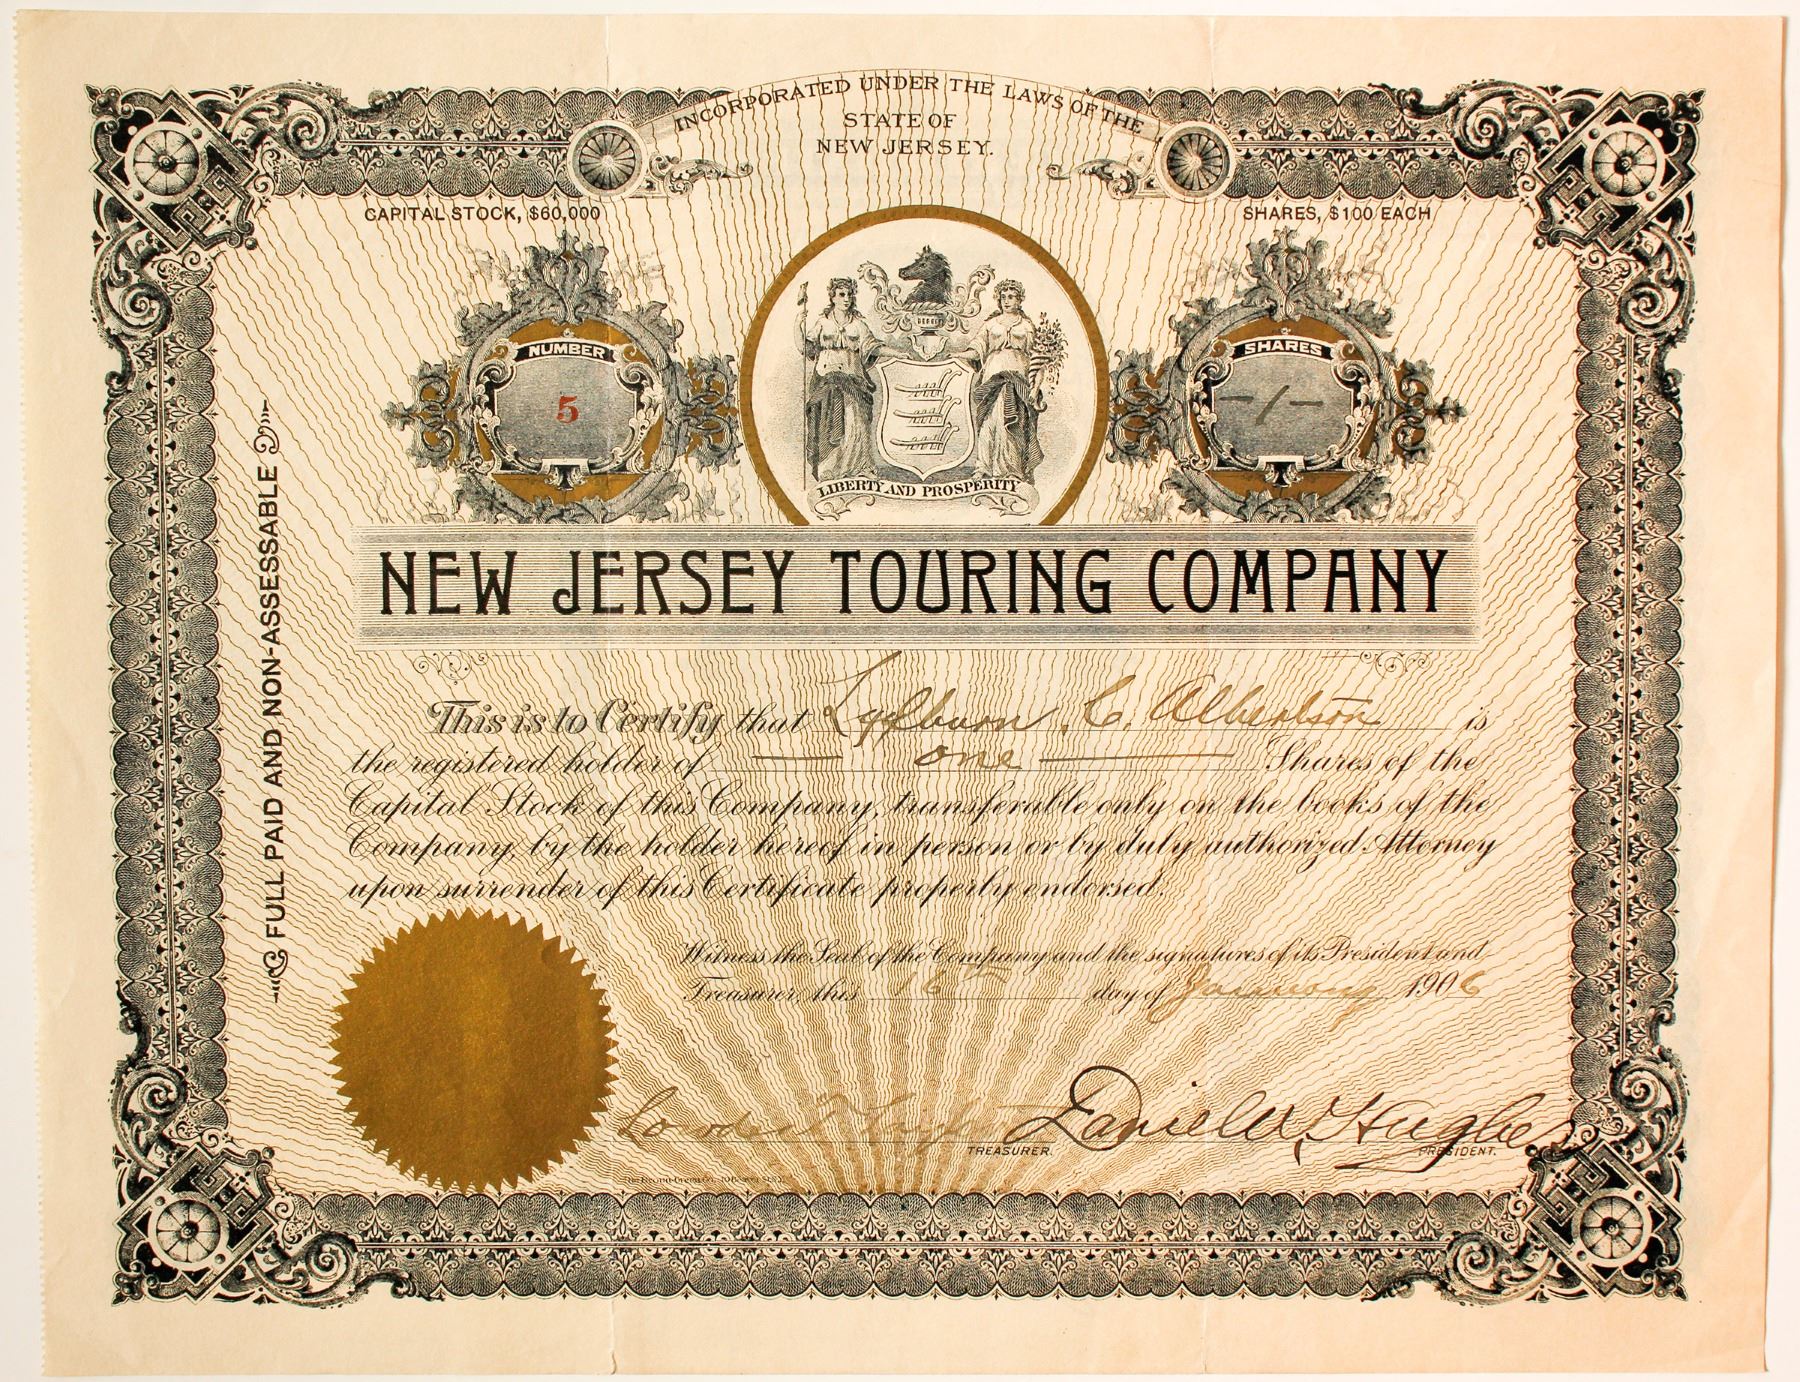 INCORPORATED UNDER THE LAWS OF THE
STATE OF
NEW JERSEY.
CAPITAL STOCK, $60,000
SHARES, $100 EACH
NUMBER
5
SHARES
-1-
LIBERTY AND PROSPERITY
NEW JERSEY TOURING COMPANY
FULL PAID AND NON-ASSESSABLE
This is to Certify that C. Albertson is
the registered holder of one Shares of the
Capital Stock of this Company, transferable only on the books of the
Company, by the holder hereof in person or by duly authorized Attorney
upon surrender of this Certificate properly endorsed.
Witness the Seal of the Company and the signatures of its President and
Treasurer, this 16th day of January 1906
Daniel W. Hughes
TREASURER.
PRESIDENT.